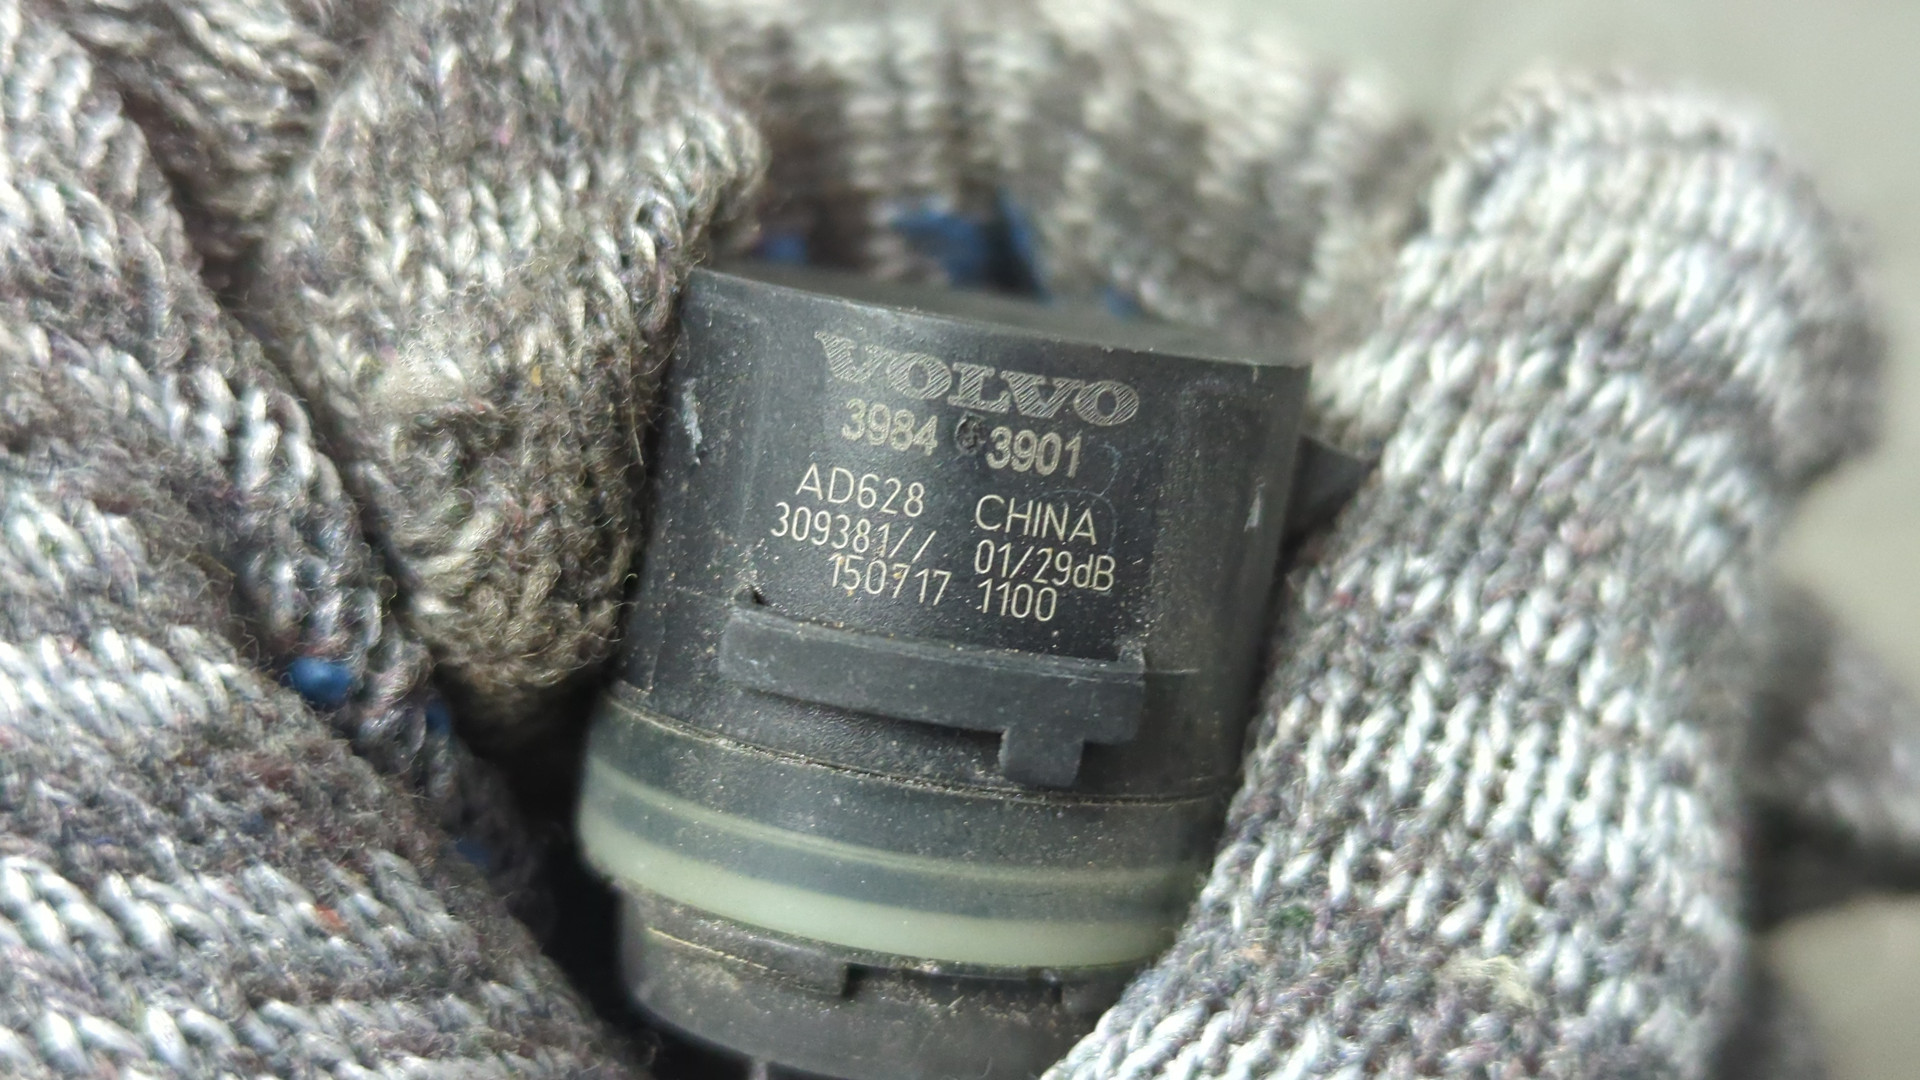 VOLVO
3984 3901
AD628 CHINA
309381// 01/29dB
150717 1100